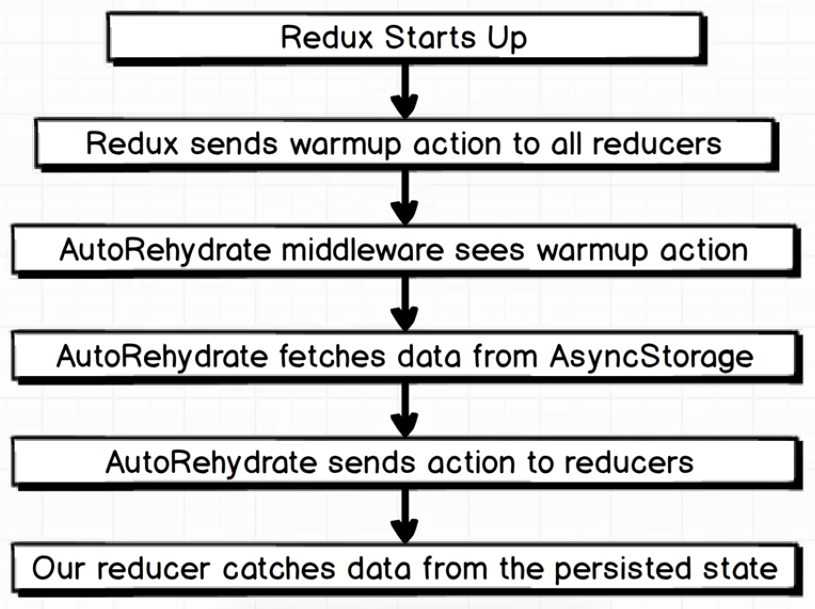 Redux Starts Up
Redux sends warmup action to all reducers
AutoRehydrate middleware sees warmup action
AutoRehydrate fetches data from AsyncStorage
AutoRehydrate sends action to reducers
Our reducer catches data from the persisted state